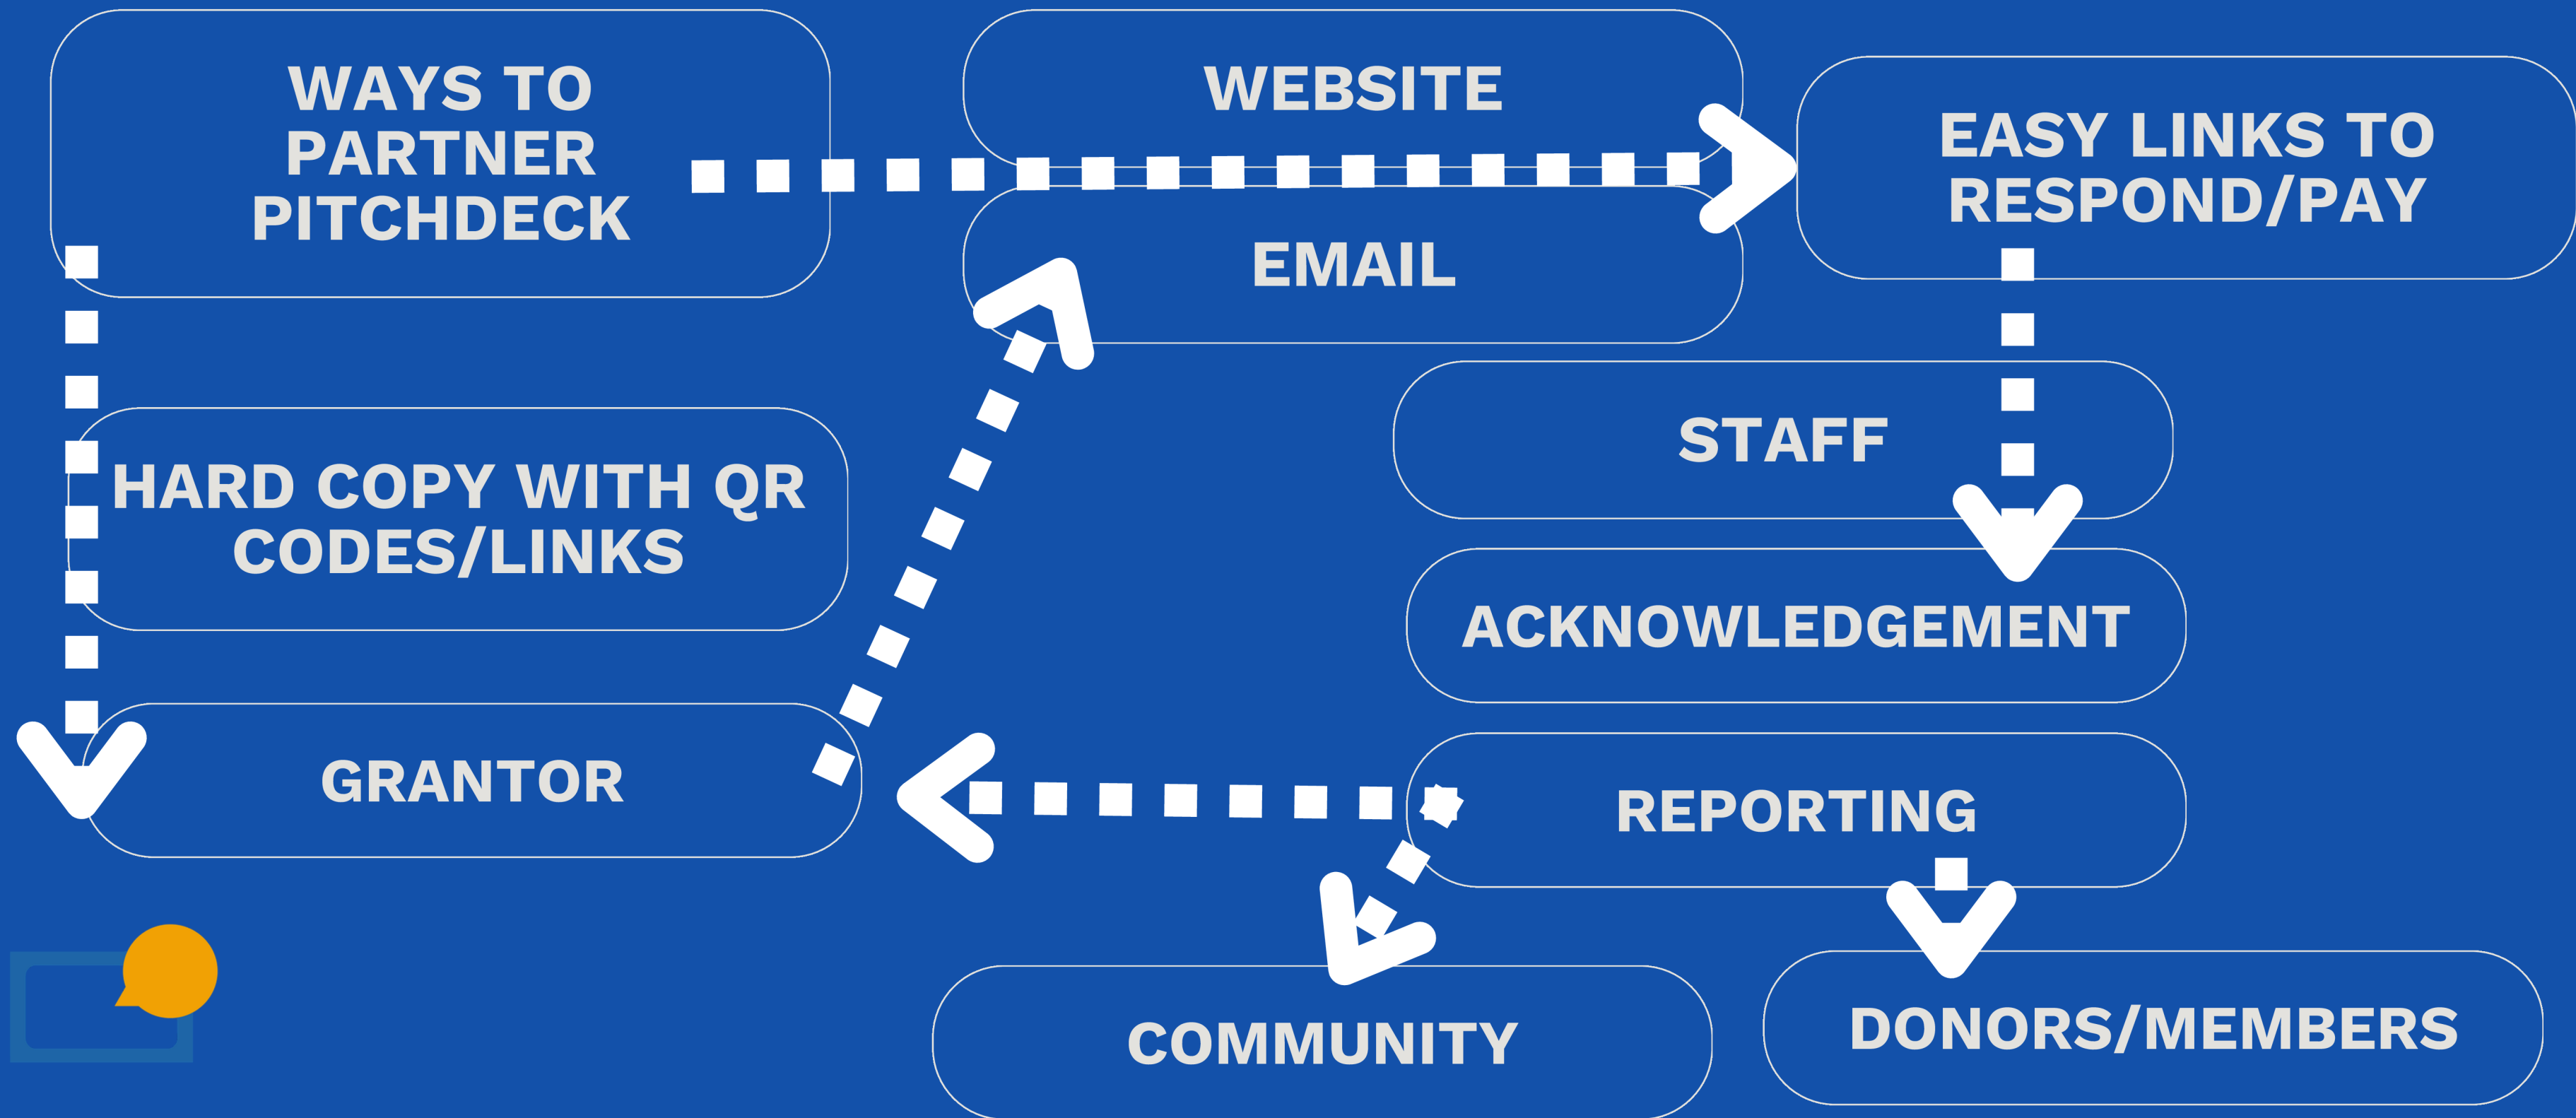 WAYS TO
PARTNER
PITCHDECK
WEBSITE
EMAIL
EASY LINKS TO
RESPOND/PAY
HARD COPY WITH QR
CODES/LINKS
STAFF
ACKNOWLEDGEMENT
GRANTOR
REPORTING
COMMUNITY
DONORS/MEMBERS